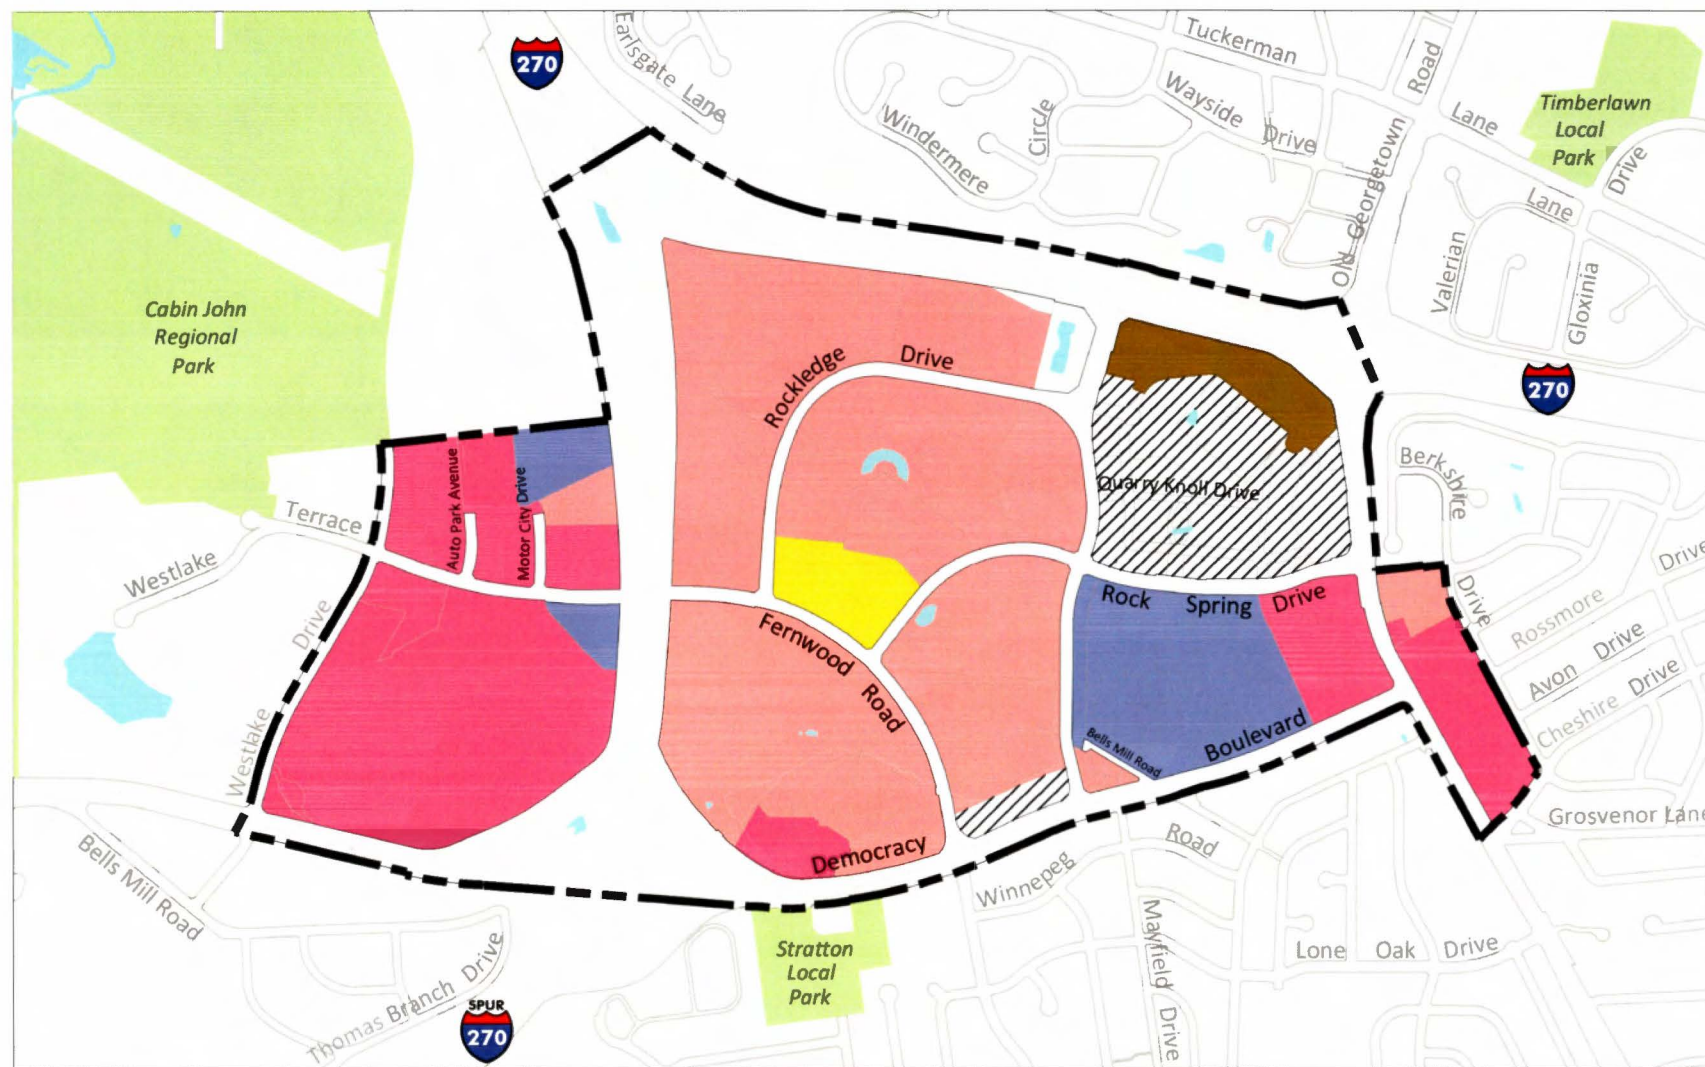 270
Earlsgate Lane
Tuckerman
Lane
Old Georgetown
Road
Timberlawn
Local
Park
Wayside Drive
Windermere
Circle
Lane
Drive
Valerian
Gloxinia
Cabin John
Regional
Park
Rockledge Drive
270
Berkshire
Drive
Quarry Knoll Drive
Auto Park Avenue
Motor City Drive
Terrace
Westlake
Drive
Westlake
Rock Spring Drive
Fernwood
Road
Drive
Rossmore
Avon Drive
Cheshire Drive
Bells Mill Road
Boulevard
Democracy
Grosvenor Lane
Bells Mill Road
Winnepeg
Road
Mayfield Drive
Lone Oak Drive
Stratton
Local
Park
Thomas Branch Drive
SPUR
270